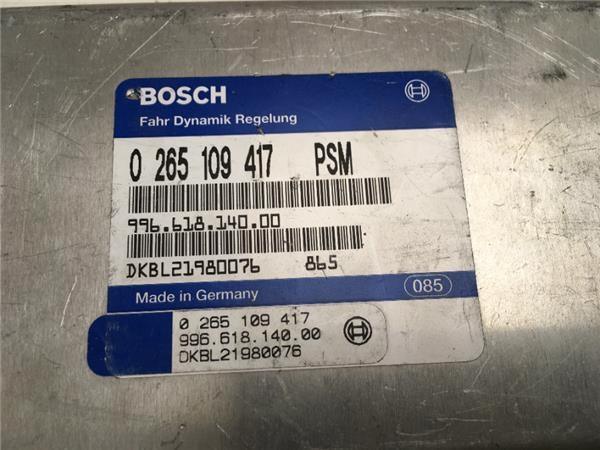 BOSCH
Fahr Dynamik Regelung
0 265 109 417 PSM
996.618.140.00
DKBL21980076 865
Made in Germany 085
0 265 109 417
996.618.140.00
DKBL21980076